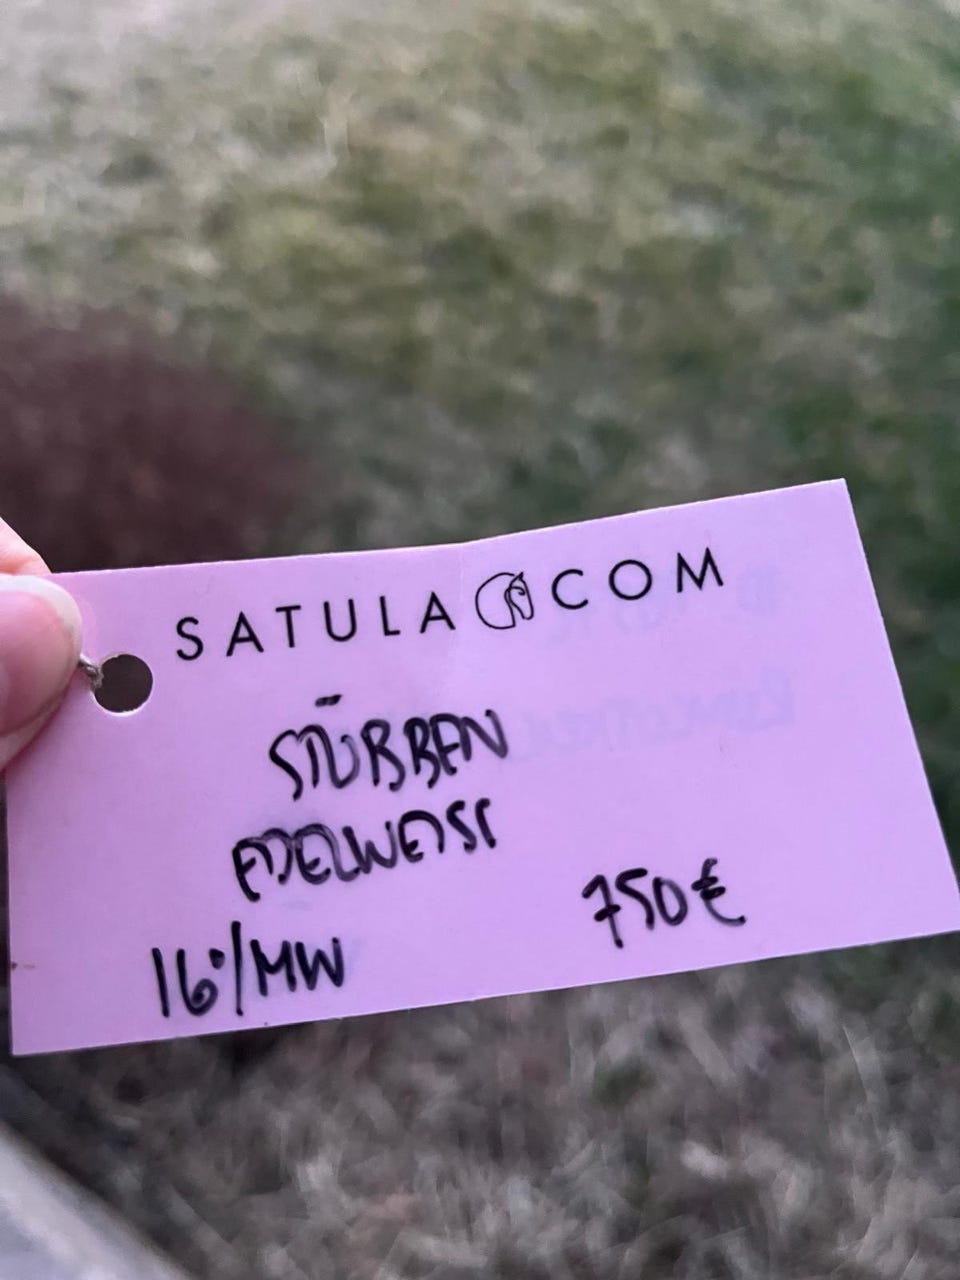 SATULA COM
STÜBBEN
EDELWEISS
16"/MW
750€